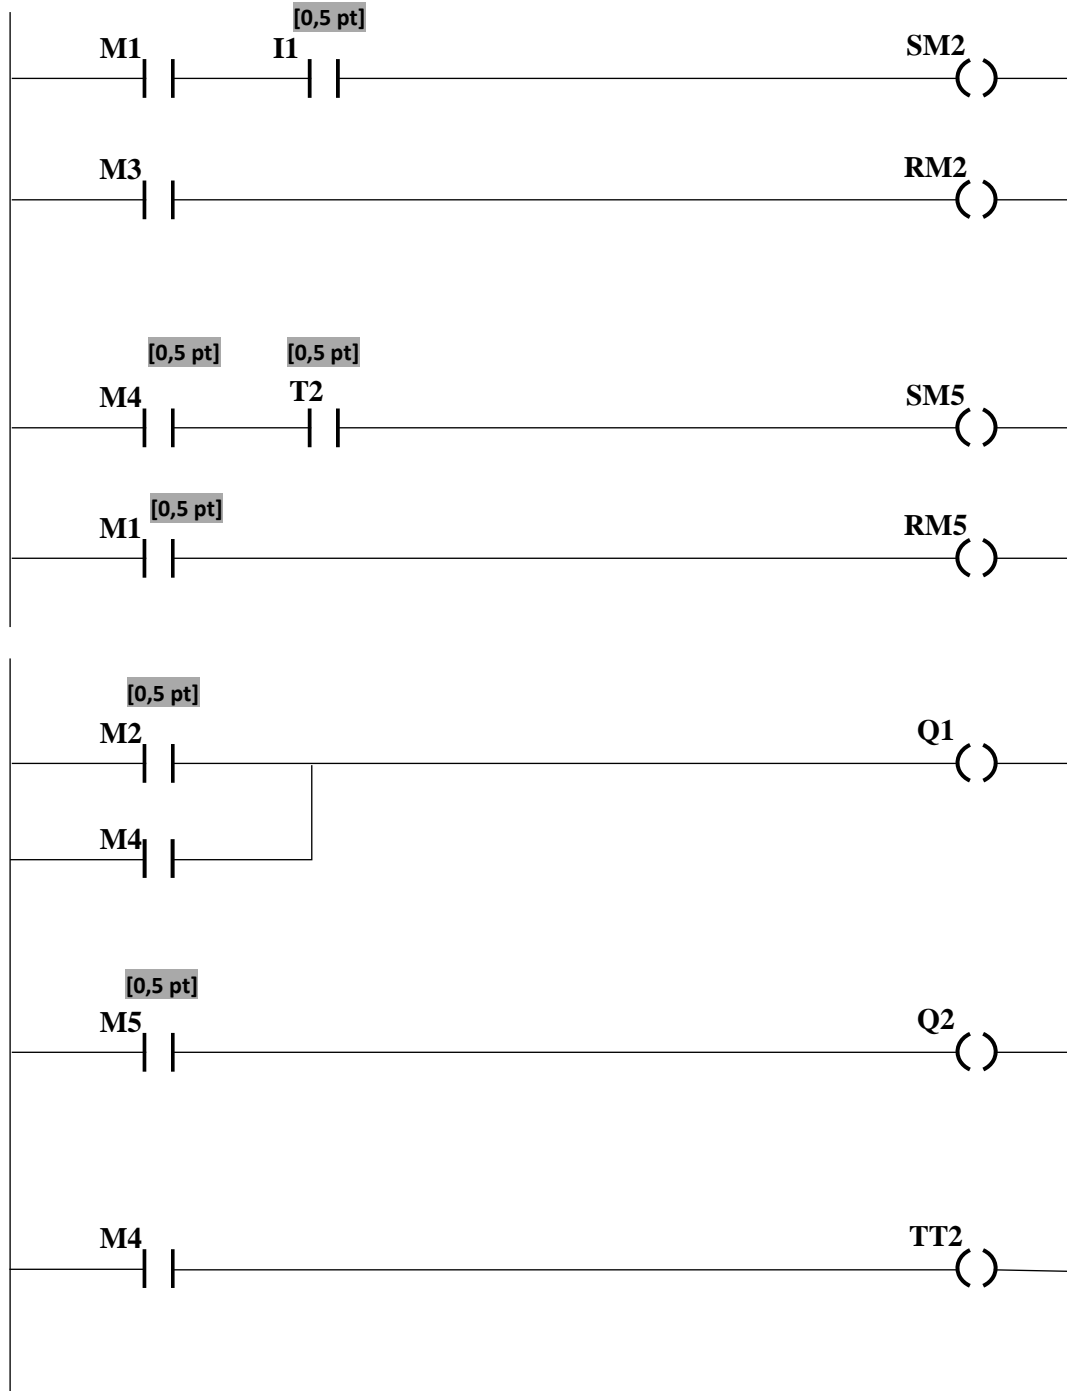 [0,5 pt]
M1 I1 SM2
M3 RM2
[0,5 pt] [0,5 pt]
M4 T2 SM5
[0,5 pt]
M1 RM5
[0,5 pt]
M2 Q1
M4
[0,5 pt]
M5 Q2
M4 TT2